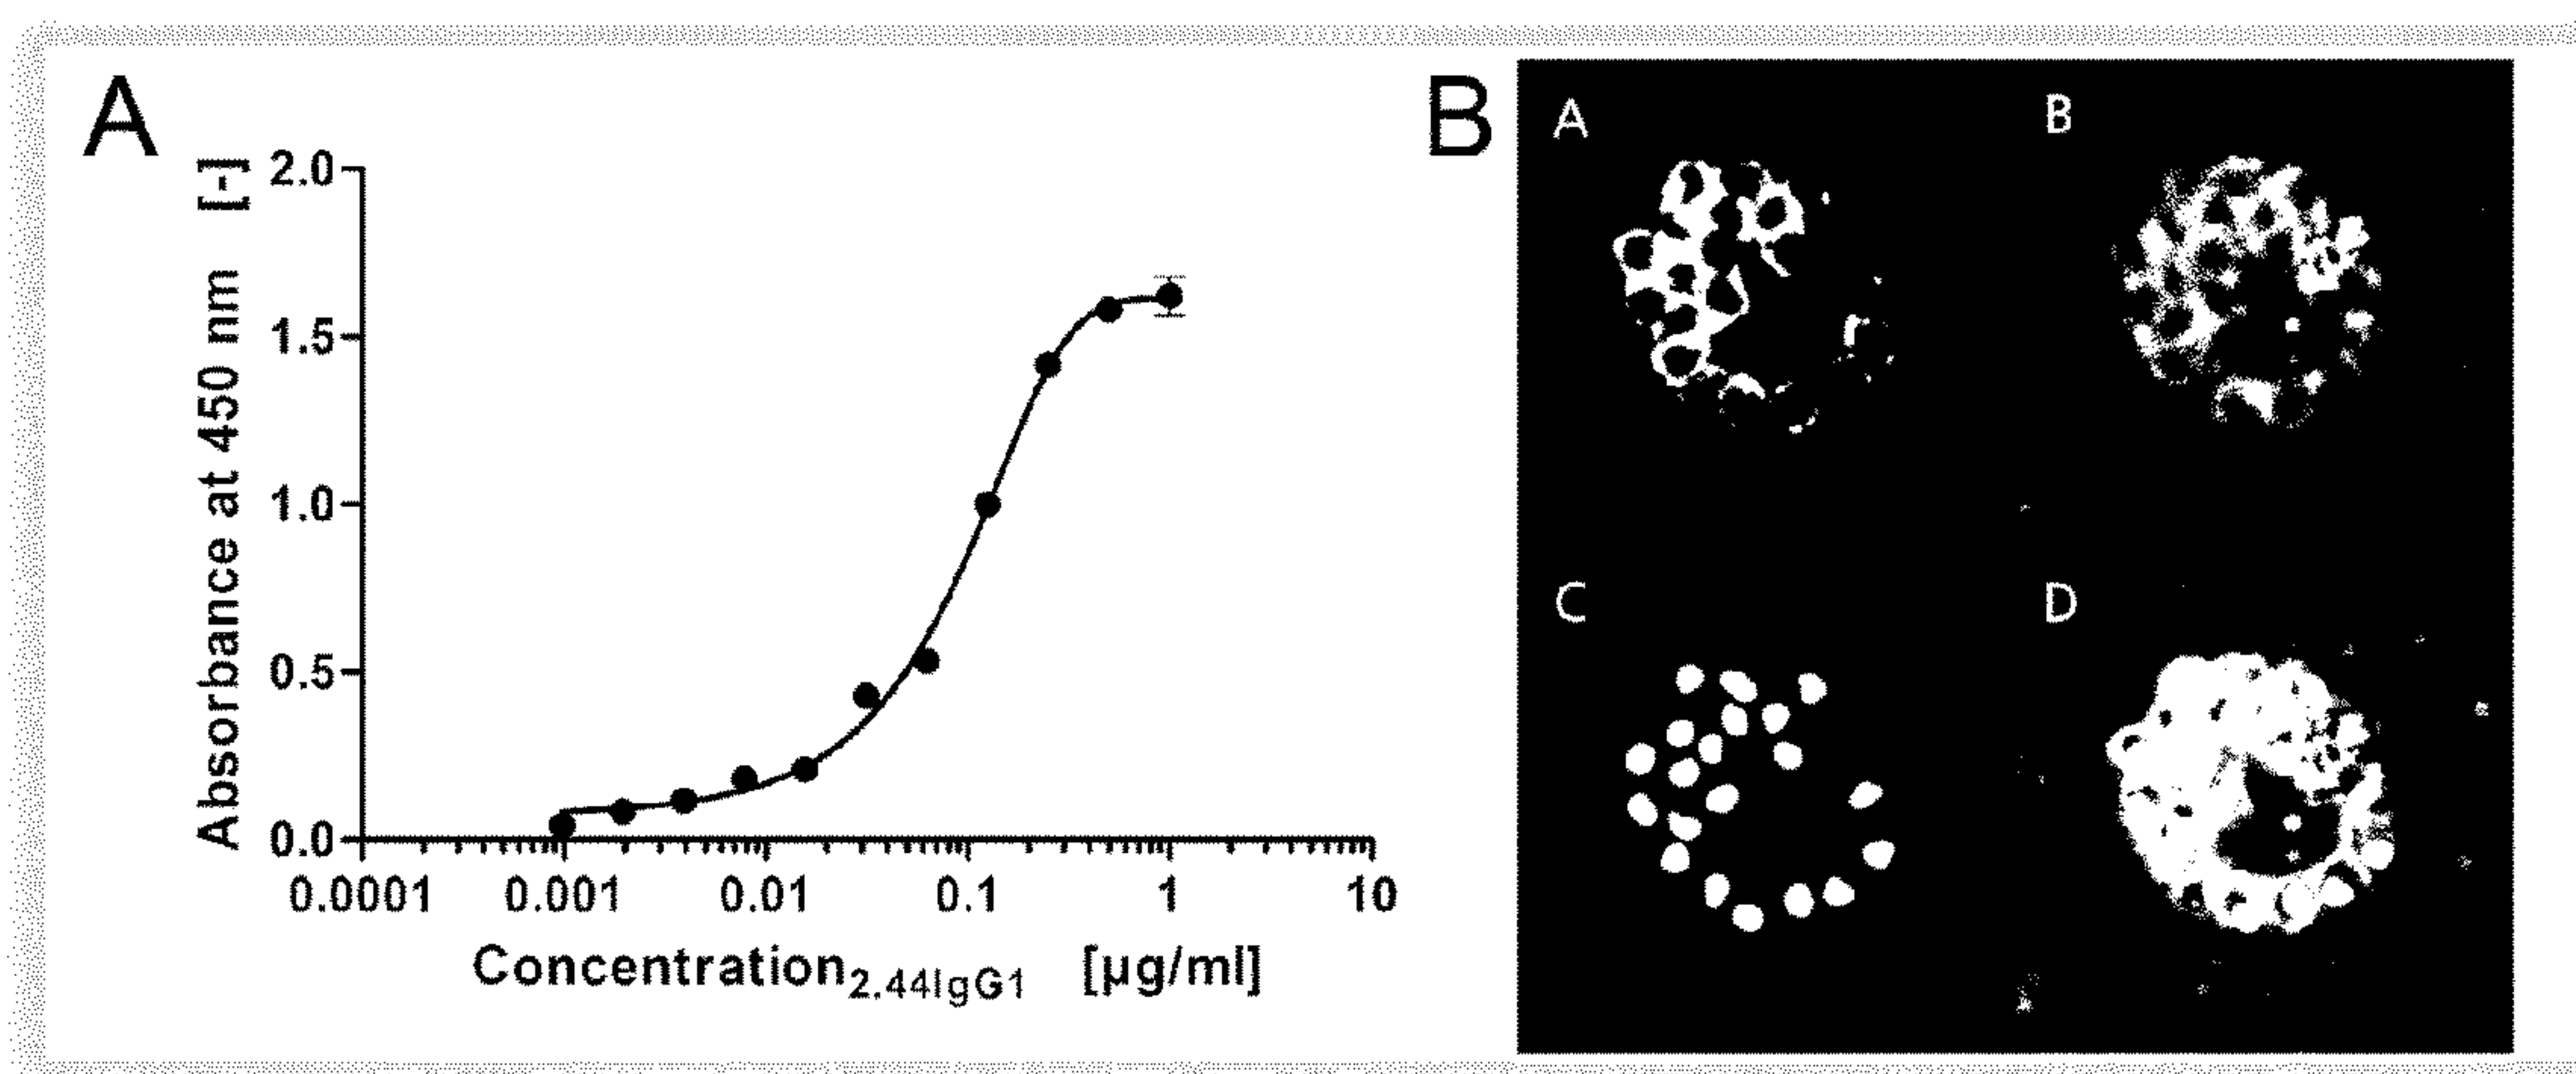 A
B
Absorbance at 450 nm [-]
2.0
1.5
1.0
0.5
0.0
0.0001 0.001 0.01 0.1 1 10
Concentration2.44IgG1 [µg/ml]
A B
C D